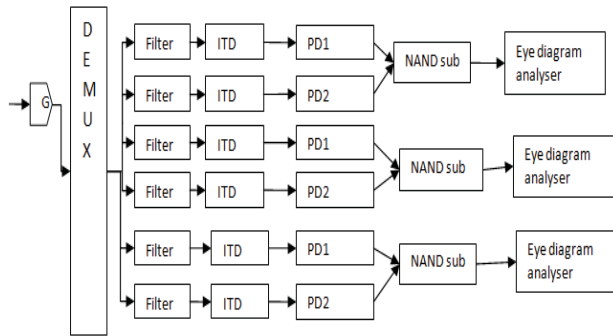 G
D
E
M
U
X
Filter ITD PD1
NAND sub
Eye diagram
analyser
Filter ITD PD2
Filter ITD PD1
NAND sub
Eye diagram
analyser
Filter ITD PD2
Filter ITD PD1
NAND sub
Eye diagram
analyser
Filter ITD PD2